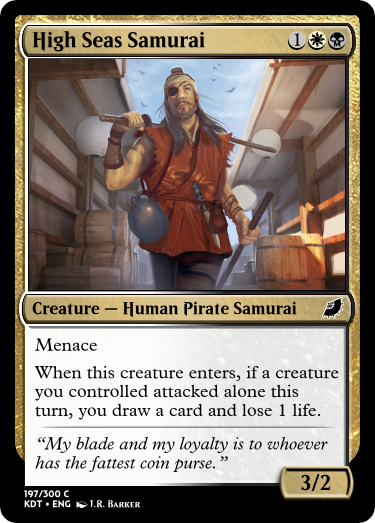 High Seas Samurai 1
Creature — Human Pirate Samurai
Menace
When this creature enters, if a creature
you controlled attacked alone this
turn, you draw a card and lose 1 life.
“My blade and my loyalty is to whoever
has the fattest coin purse.”
3/2
197/300 C
KDT • ENG J.R. Barker